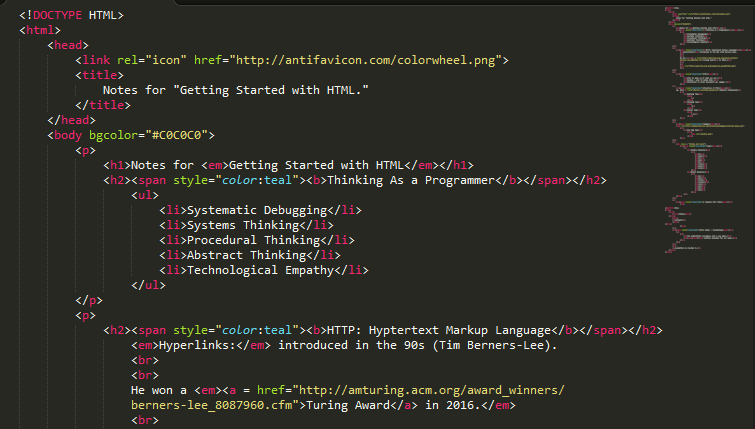 <!DOCTYPE HTML>
<html>
<head>
<link rel="icon" href="http://antifavicon.com/colorwheel.png">
<title>
Notes for "Getting Started with HTML."
</title>
</head>
<body bgcolor="#C0C0C0">
<p>
<h1>Notes for <em>Getting Started with HTML</em></h1>
<h2><span style="color:teal"><b>Thinking As a Programmer</b></span></h2>
<ul>
<li>Systematic Debugging</li>
<li>Systems Thinking</li>
<li>Procedural Thinking</li>
<li>Abstract Thinking</li>
<li>Technological Empathy</li>
</ul>
</p>
<p>
<h2><span style="color:teal"><b>HTTP: Hyptertext Markup Language</b></span></h2>
<em>Hyperlinks:</em> introduced in the 90s (Tim Berners-Lee).
<br>
<br>
He won a <em><a = href="http://amturing.acm.org/award_winners/
berners-lee_8087960.cfm">Turing Award</a> in 2016.</em>
<br>